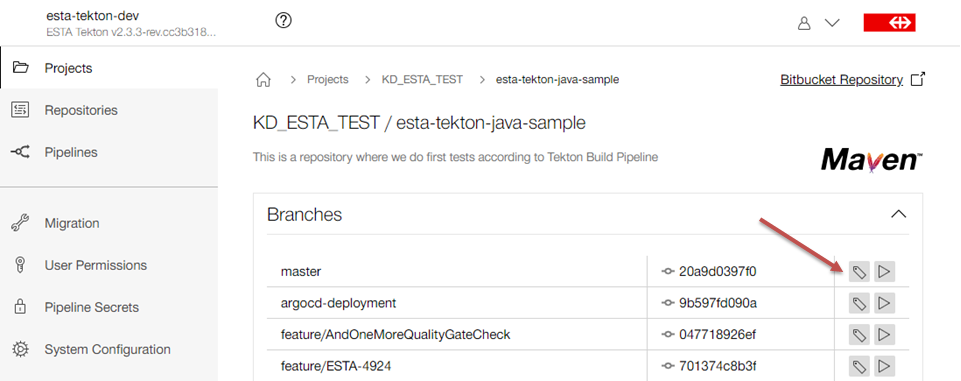 esta-tekton-dev
ESTA Tekton v2.3.3-rev.cc3b318...
Projects
Repositories
Pipelines
Migration
User Permissions
Pipeline Secrets
System Configuration
Projects KD_ESTA_TEST esta-tekton-java-sample
Bitbucket Repository
KD_ESTA_TEST / esta-tekton-java-sample
This is a repository where we do first tests according to Tekton Build Pipeline
Maven™
Branches
master 20a9d0397f0
argocd-deployment 9b597fd090a
feature/AndOneMoreQualityGateCheck 047718926ef
feature/ESTA-4924 701374c8b3f